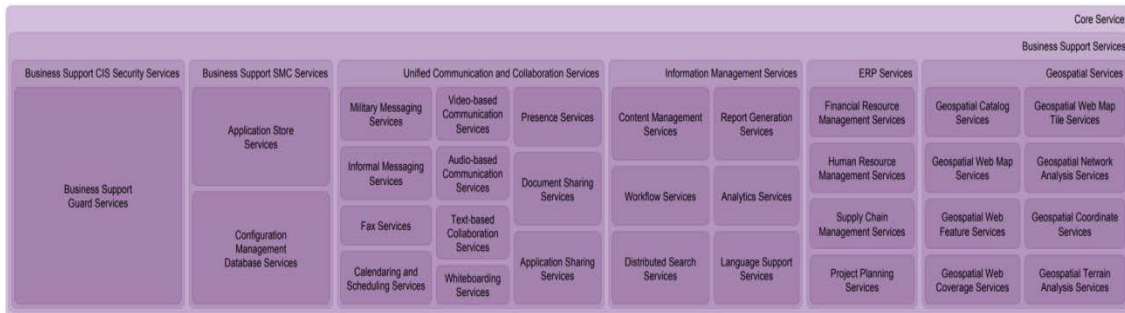 Core Service
Business Support Services
Business Support CIS Security Services
Business Support
Guard Services
Business Support SMC Services
Application Store
Services
Configuration
Management
Database Services
Unified Communication and Collaboration Services
Military Messaging
Services
Informal Messaging
Services
Fax Services
Calendaring and
Scheduling Services
Video-based
Communication
Services
Audio-based
Communication
Services
Text-based
Collaboration
Services
Whiteboarding
Services
Presence Services
Document Sharing
Services
Application Sharing
Services
Information Management Services
Content Management
Services
Workflow Services
Distributed Search
Services
Report Generation
Services
Analytics Services
Language Support
Services
ERP Services
Financial Resource
Management Services
Human Resource
Management Services
Supply Chain
Management Services
Project Planning
Services
Geospatial Services
Geospatial Catalog
Services
Geospatial Web Map
Services
Geospatial Web
Feature Services
Geospatial Web
Coverage Services
Geospatial Web Map
Tile Services
Geospatial Network
Analysis Services
Geospatial Coordinate
Services
Geospatial Terrain
Analysis Services